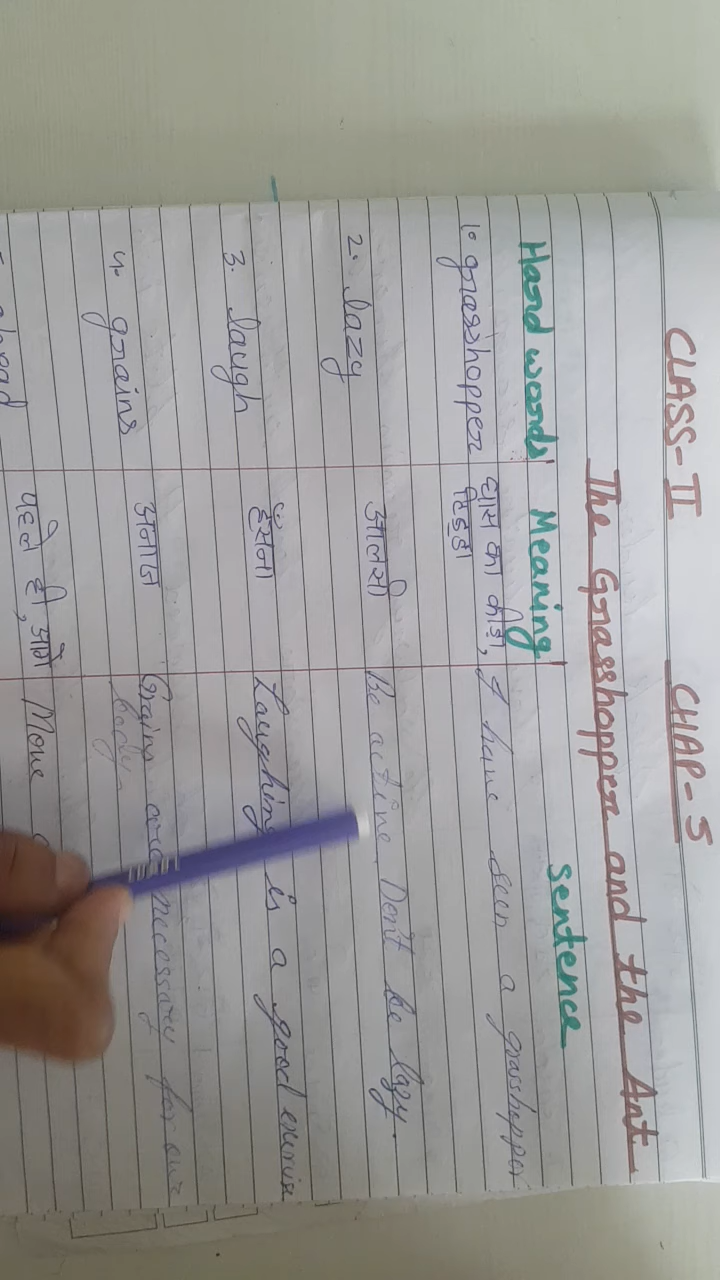 CLASS-II CHAP-5
The Grasshopper and the Ant
Hard words Meaning Sentence
1. grasshopper घास का कीड़ा, I have seen a grasshopper
टिड्डा
2. lazy आलसी Be active. Don't be lazy.
3. laugh हँसना Laughing is a good exercise
4. grains अनाज Grains are necessary for our
body.
ahead पहले ही, आगे Move